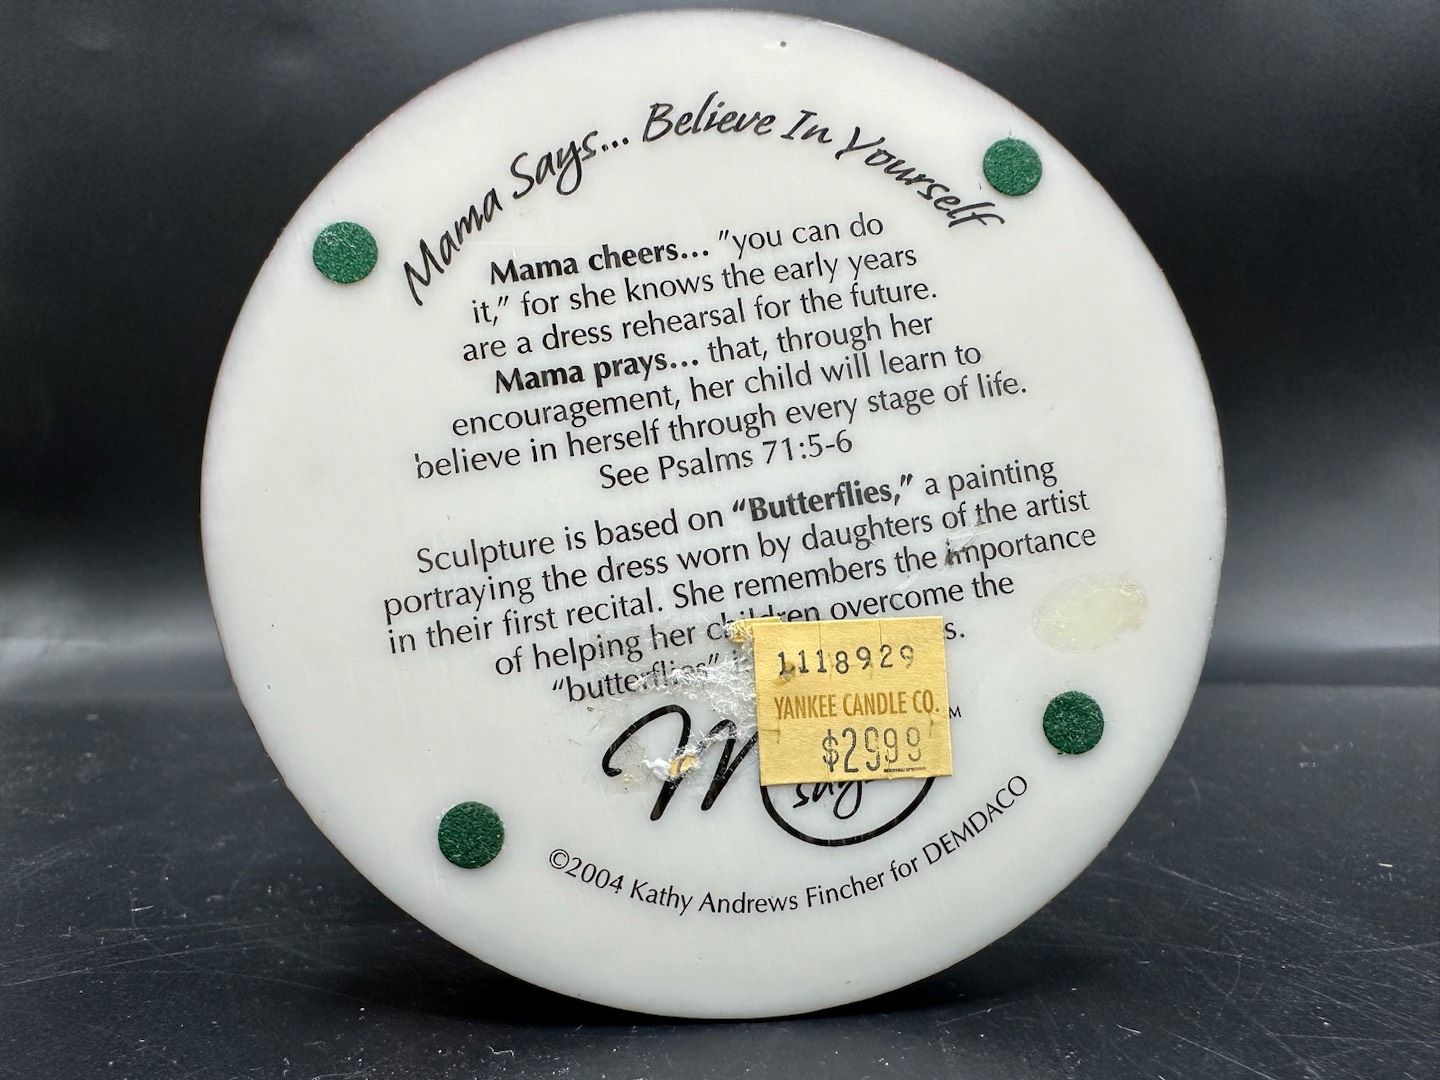 Mama Says... Believe In Yourself
Mama cheers... "you can do
it," for she knows the early years
are a dress rehearsal for the future.
Mama prays... that, through her
encouragement, her child will learn to
believe in herself through every stage of life.
See Psalms 71:5-6
Sculpture is based on “Butterflies,” a painting
portraying the dress worn by daughters of the artist
in their first recital. She remembers the importance
of helping her children overcome the
“butterflies”
1118929
YANKEE CANDLE CO.
$29.99
says
©2004 Kathy Andrews Fincher for DEMDACO